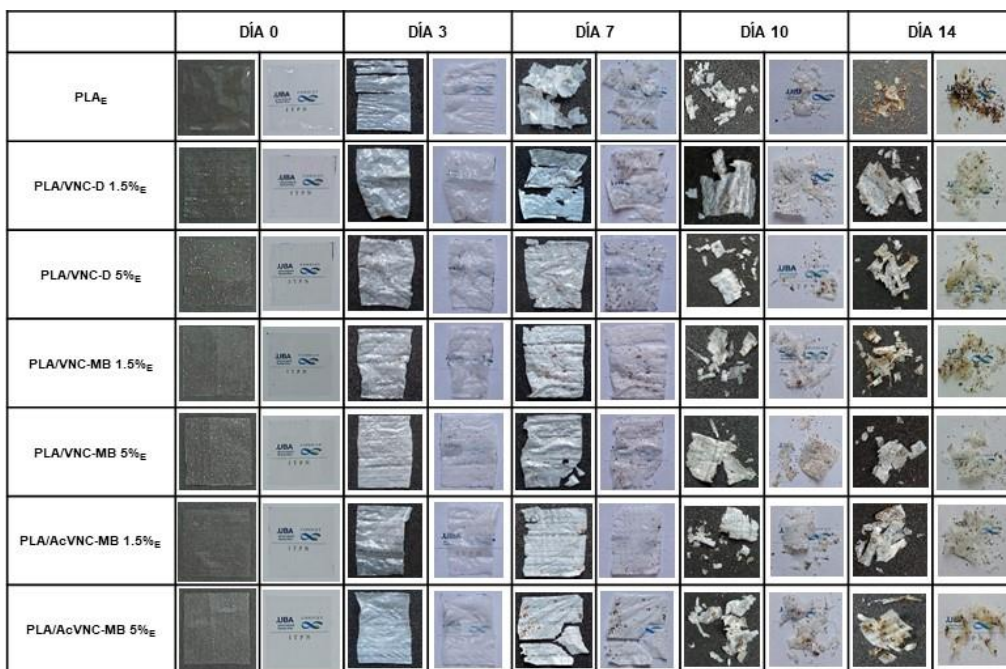 DÍA 0 DÍA 3 DÍA 7 DÍA 10 DÍA 14
PLAE
PLA/VNC-D 1.5%E
PLA/VNC-D 5%E
PLA/VNC-MB 1.5%E
PLA/VNC-MB 5%E
PLA/AcVNC-MB 1.5%E
PLA/AcVNC-MB 5%E